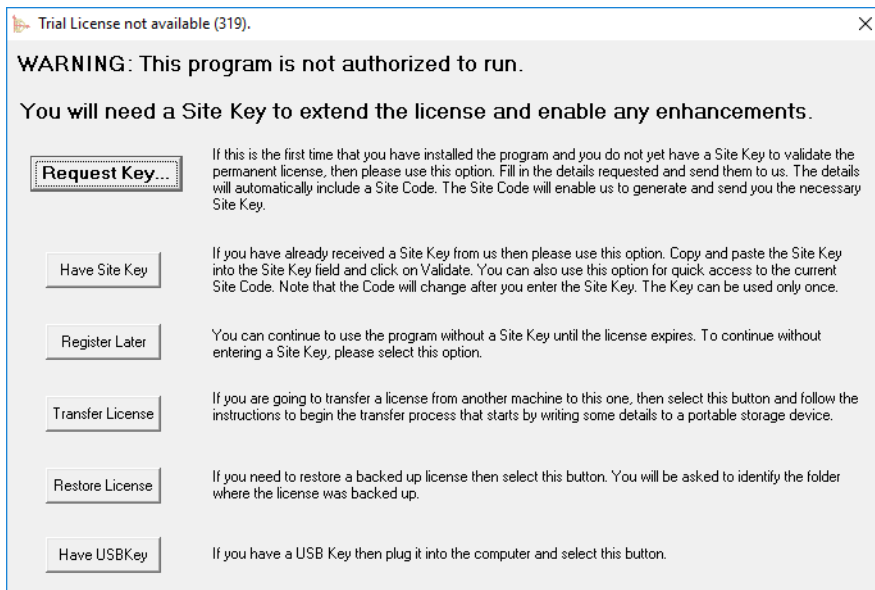 Trial License not available (319).
WARNING: This program is not authorized to run.
You will need a Site Key to extend the license and enable any enhancements.
Request Key...
If this is the first time that you have installed the program and you do not yet have a Site Key to validate the
permanent license, then please use this option. Fill in the details requested and send them to us. The details
will automatically include a Site Code. The Site Code will enable us to generate and send you the necessary
Site Key.
Have Site Key
If you have already received a Site Key from us then please use this option. Copy and paste the Site Key
into the Site Key field and click on Validate. You can also use this option for quick access to the current
Site Code. Note that the Code will change after you enter the Site Key. The Key can be used only once.
Register Later
You can continue to use the program without a Site Key until the license expires. To continue without
entering a Site Key, please select this option.
Transfer License
If you are going to transfer a license from another machine to this one, then select this button and follow the
instructions to begin the transfer process that starts by writing some details to a portable storage device.
Restore License
If you need to restore a backed up license then select this button. You will be asked to identify the folder
where the license was backed up.
Have USBKey
If you have a USB Key then plug it into the computer and select this button.